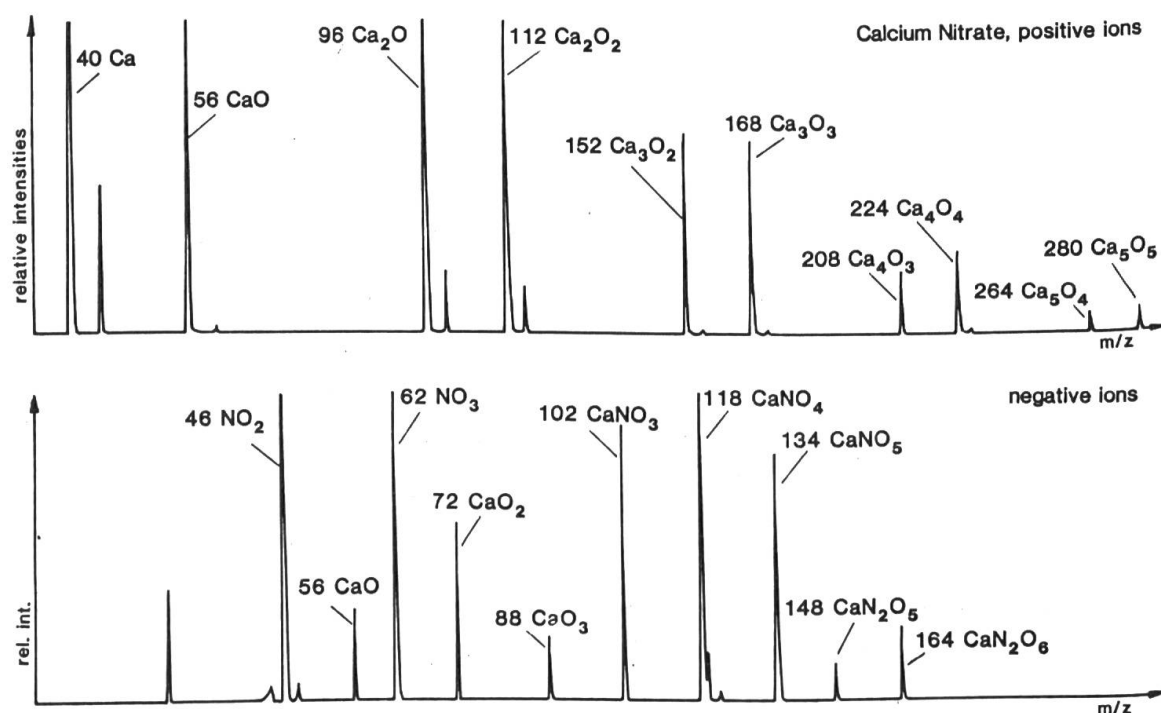 Calcium Nitrate, positive ions
relative intensities
40 Ca
56 CaO
96 Ca₂O
112 Ca₂O₂
152 Ca₃O₂
168 Ca₃O₃
208 Ca₄O₃
224 Ca₄O₄
264 Ca₅O₄
280 Ca₅O₅
m/z
negative ions
rel. int.
46 NO₂
56 CaO
62 NO₃
72 CaO₂
88 CaO₃
102 CaNO₃
118 CaNO₄
134 CaNO₅
148 CaN₂O₅
164 CaN₂O₆
m/z